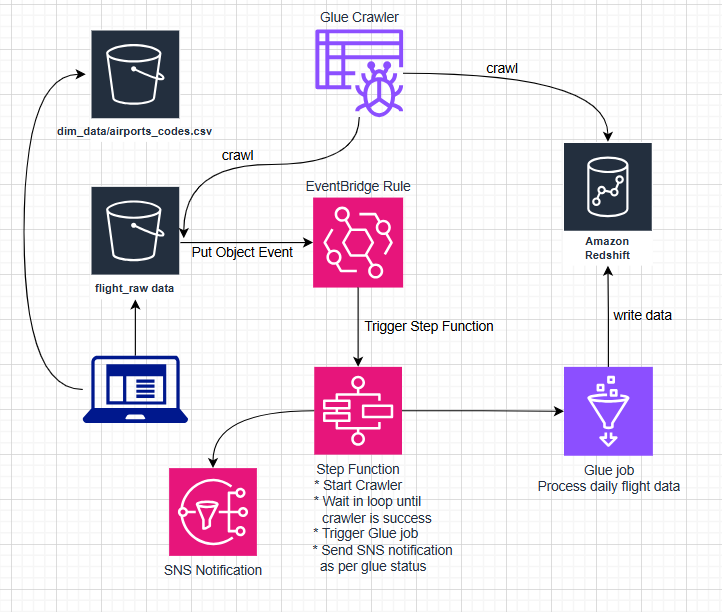 Glue Crawler
crawl
dim_data/airports_codes.csv
crawl
EventBridge Rule
Amazon
Redshift
Put Object Event
flight_raw data
write data
Trigger Step Function
Step Function
* Start Crawler
* Wait in loop until
crawler is success
* Trigger Glue job
* Send SNS notification
as per glue status
Glue job
Process daily flight data
SNS Notification